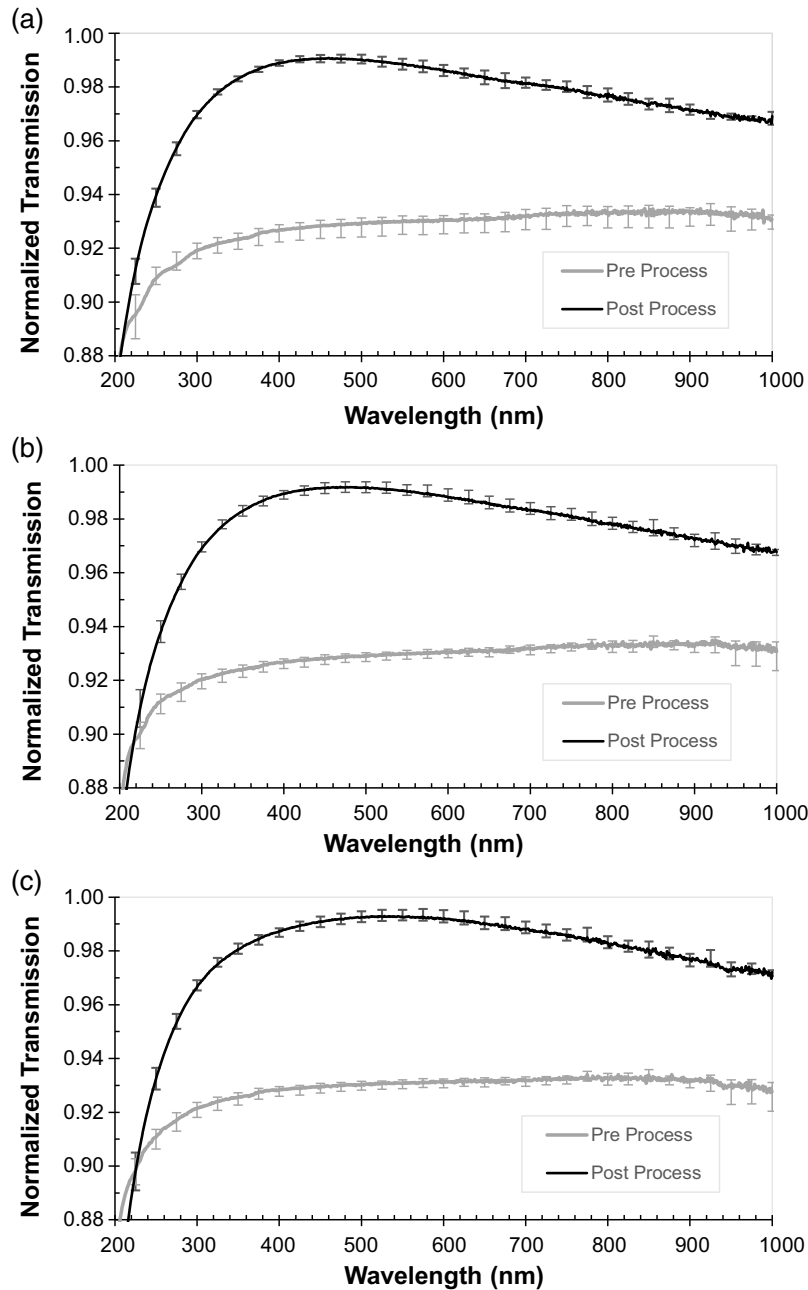 (a)
1.00
0.98
0.96
0.94
0.92
0.90
0.88
Normalized Transmission
Pre Process
Post Process
200 300 400 500 600 700 800 900 1000
Wavelength (nm)
(b)
1.00
0.98
0.96
0.94
0.92
0.90
0.88
Normalized Transmission
Pre Process
Post Process
200 300 400 500 600 700 800 900 1000
Wavelength (nm)
(c)
1.00
0.98
0.96
0.94
0.92
0.90
0.88
Normalized Transmission
Pre Process
Post Process
200 300 400 500 600 700 800 900 1000
Wavelength (nm)